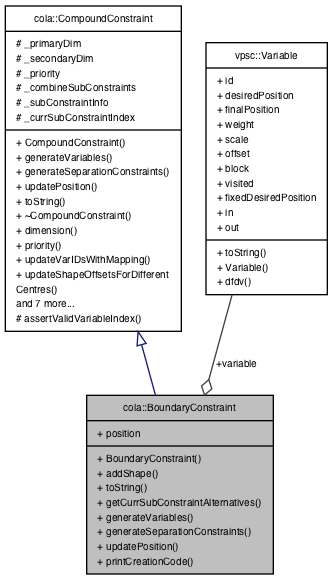 cola::CompoundConstraint
# _primaryDim
# _secondaryDim
# _priority
# _combineSubConstraints
# _subConstraintInfo
# _currSubConstraintIndex
+ CompoundConstraint()
+ generateVariables()
+ generateSeparationConstraints()
+ updatePosition()
+ toString()
+ ~CompoundConstraint()
+ dimension()
+ priority()
+ updateVarIDsWithMapping()
+ updateShapeOffsetsForDifferent
Centres()
and 7 more...
# assertValidVariableIndex()
vpsc::Variable
+ id
+ desiredPosition
+ finalPosition
+ weight
+ scale
+ offset
+ block
+ visited
+ fixedDesiredPosition
+ in
+ out
+ toString()
+ Variable()
+ dfdv()
+variable
cola::BoundaryConstraint
+ position
+ BoundaryConstraint()
+ addShape()
+ toString()
+ getCurrSubConstraintAlternatives()
+ generateVariables()
+ generateSeparationConstraints()
+ updatePosition()
+ printCreationCode()